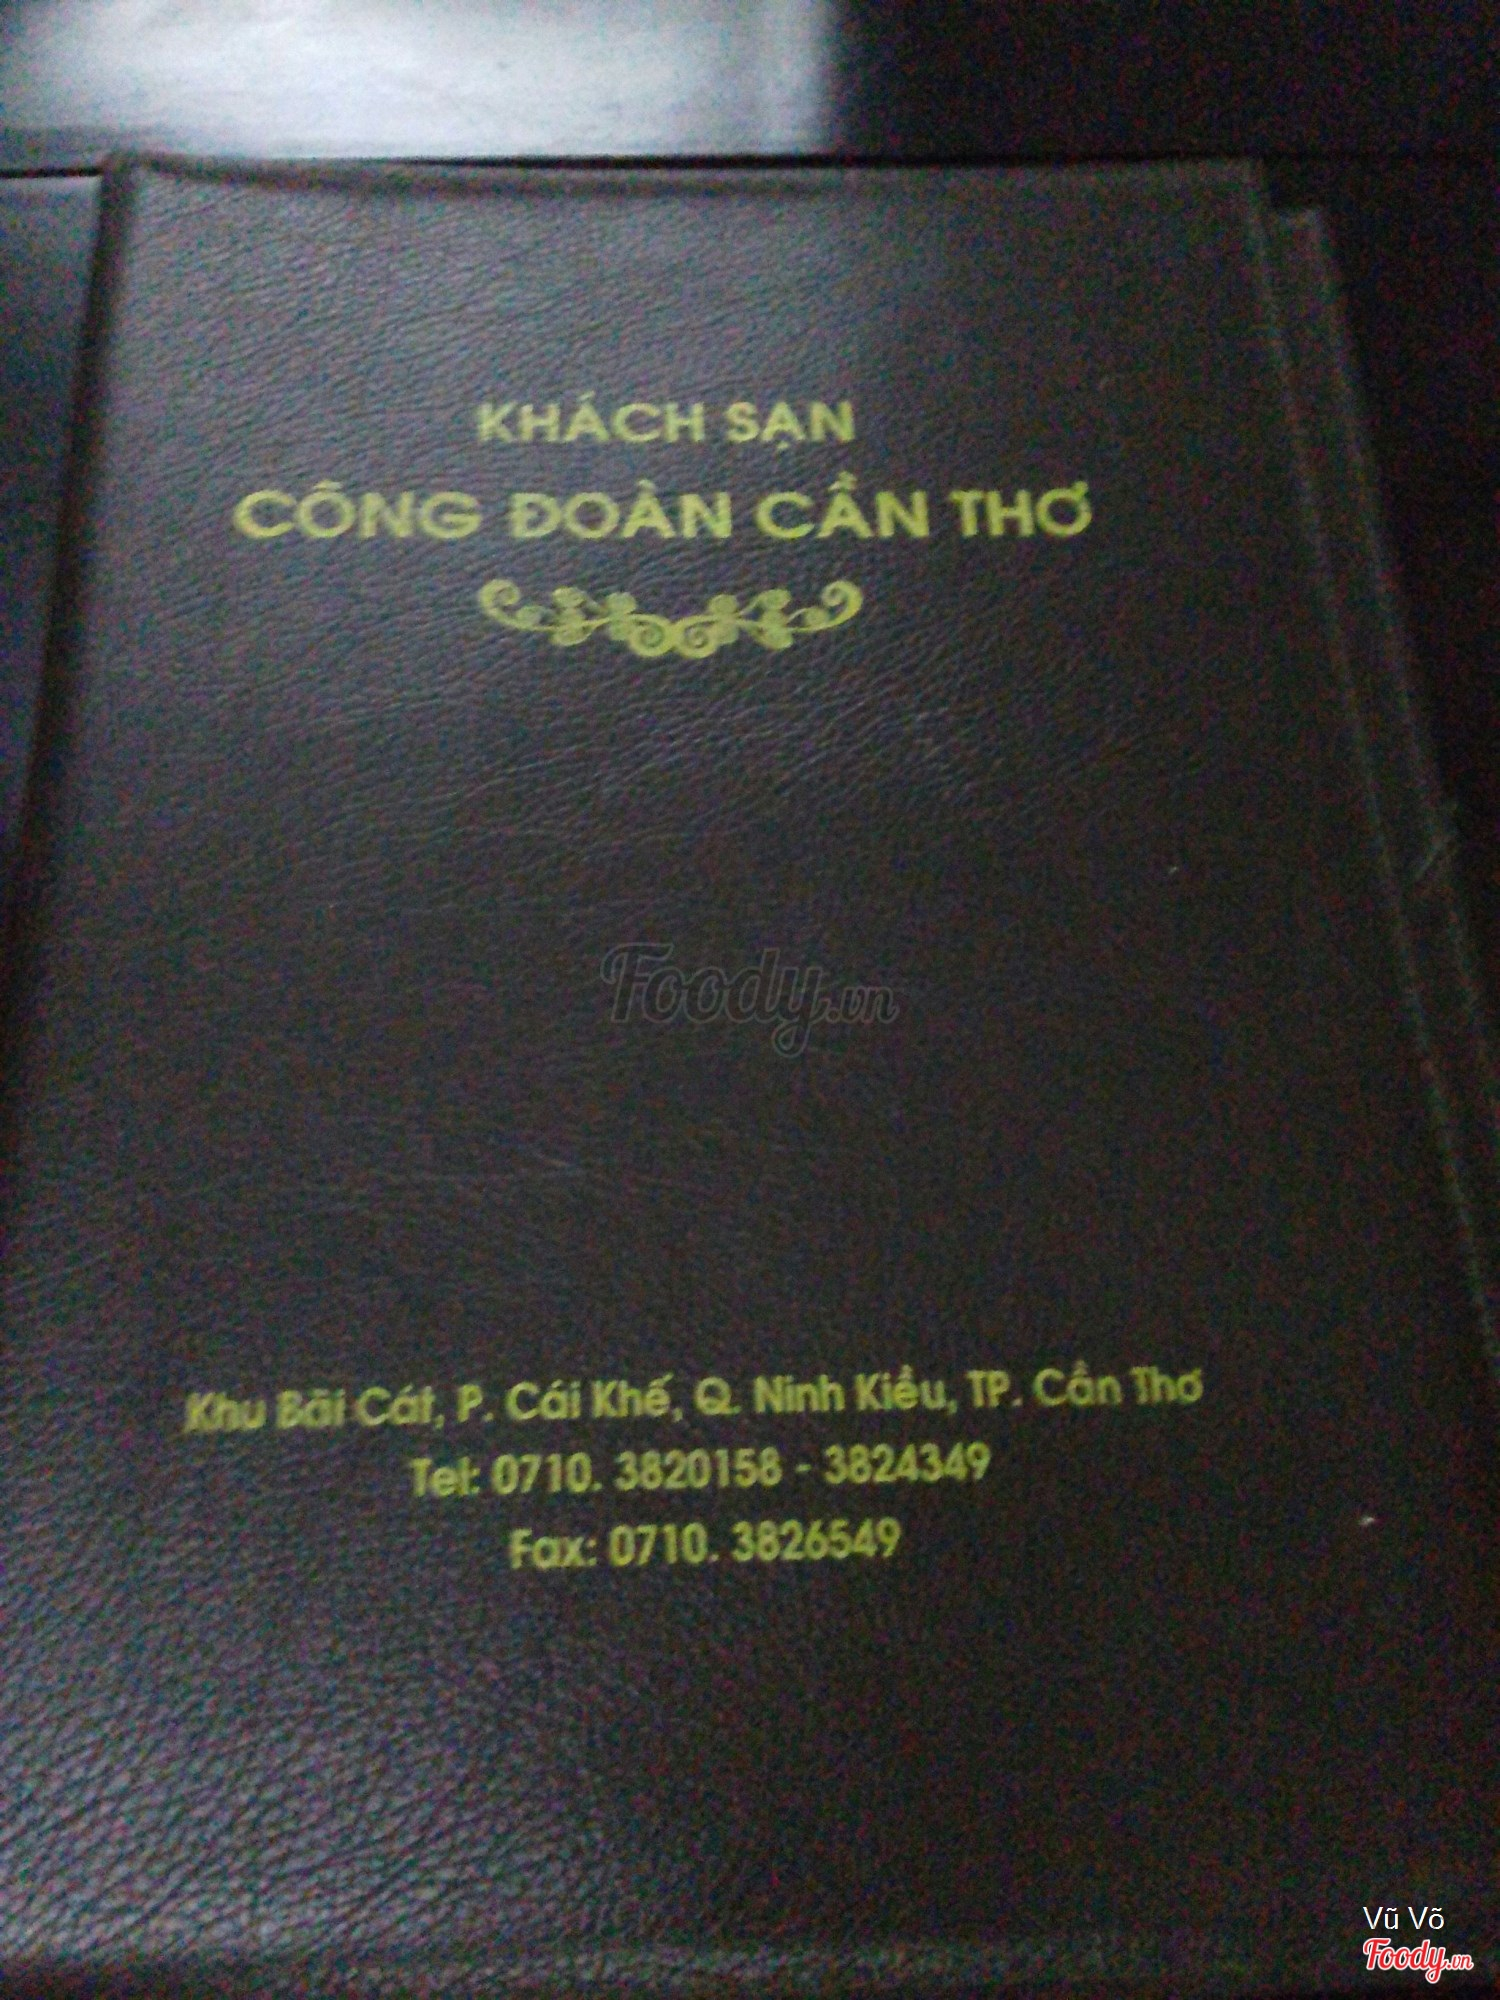 KHÁCH SẠN
CÔNG ĐOÀN CẦN THƠ
Foody.vn
Khu Bãi Cát, P. Cái Khế, Q. Ninh Kiều, TP. Cần Thơ
Tel: 0710. 3820158 - 3824349
Fax: 0710. 3826549
Vũ Võ
Foody.vn